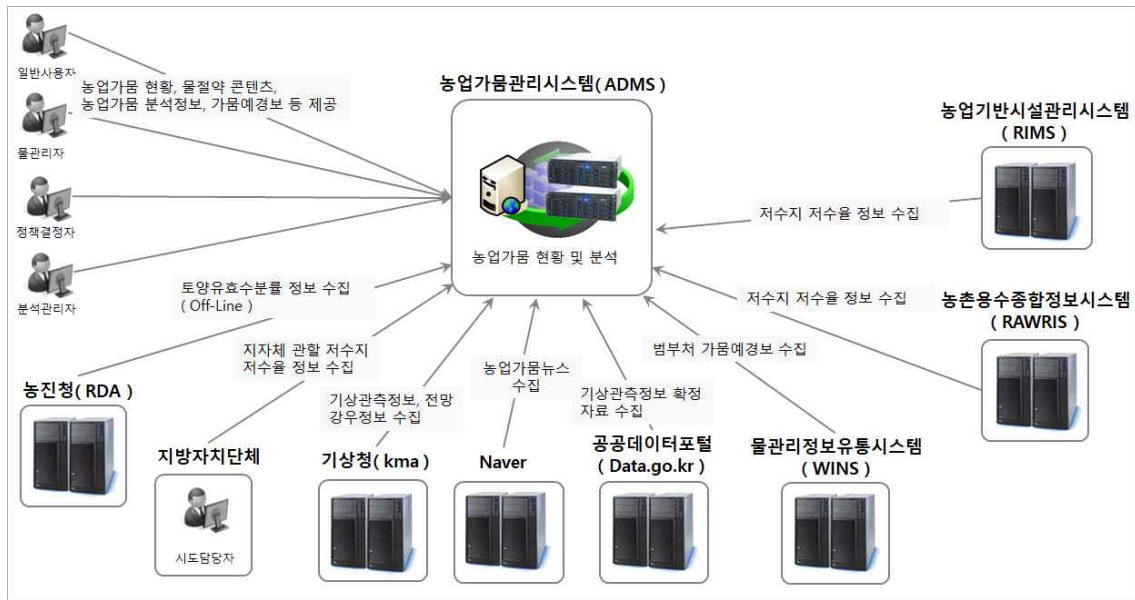 일반사용자
물관리자
정책결정자
분석관리자
농업가뭄 현황, 물절약 콘텐츠,
농업가뭄 분석정보, 가뭄예경보 등 제공
농업가뭄관리시스템( ADMS )
농업가뭄 현황 및 분석
농업기반시설관리시스템
( RIMS )
저수지 저수율 정보 수집
농촌용수종합정보시스템
( RAWRIS )
저수지 저수율 정보 수집
토양유효수분률 정보 수집
( Off-Line )
농진청( RDA )
지자체 관할 저수지
저수율 정보 수집
지방자치단체
시도담당자
기상관측정보, 전망
강우정보 수집
기상청( kma )
농업가뭄뉴스
수집
Naver
기상관측정보 확정
자료 수집
공공데이터포털
( Data.go.kr )
범부처 가뭄예경보 수집
물관리정보유통시스템
( WINS )